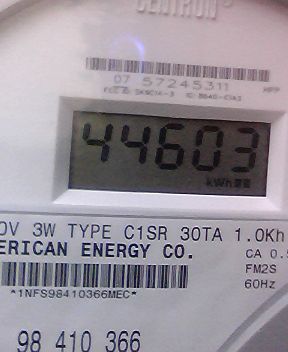 CENTRON®
07 57245311
44603
kWh
0V 3W TYPE C1SR 30TA 1.0Kh
ERICAN ENERGY CO.
CA 0.5
FM2S
60Hz
*1NFS98410366MEC*
98 410 366